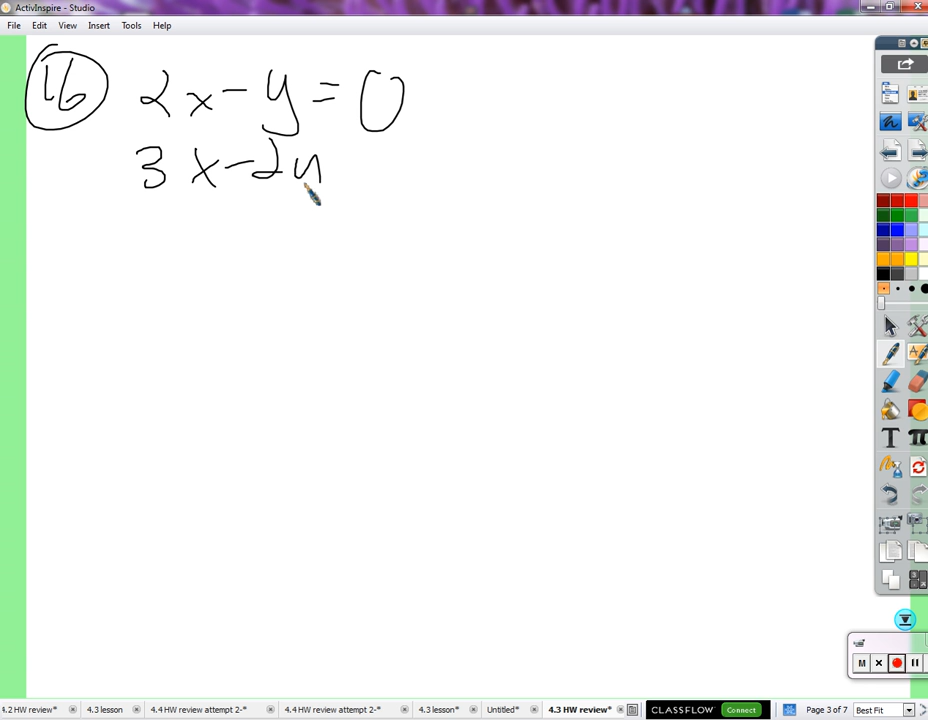 ActivInspire - Studio
File Edit View Insert Tools Help
16 2x - y = 0
3x - 2y
M
4.2 HW review* 4.3 lesson 4.4 HW review attempt 2-* 4.4 HW review attempt 2-* 4.3 lesson* Untitled* 4.3 HW review* CLASSFLOW Connect Page 3 of 7 Best Fit